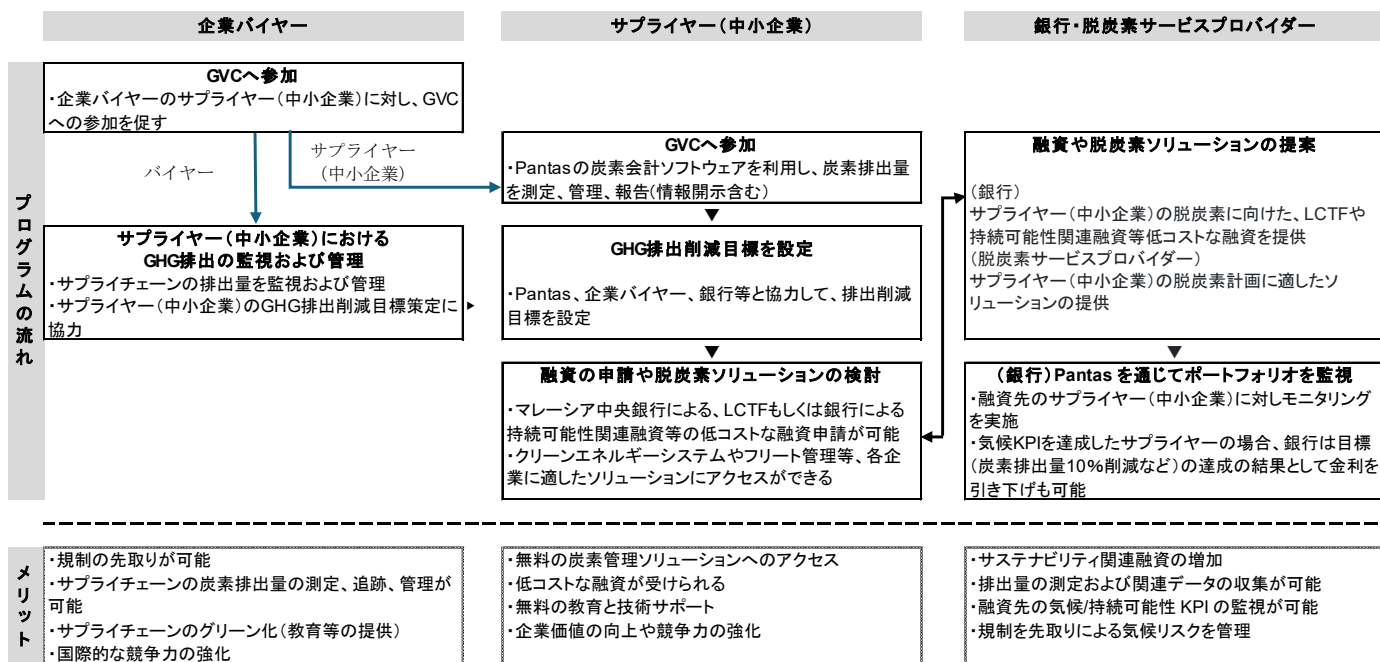 企業バイヤー
サプライヤー(中小企業)
銀行・脱炭素サービスプロバイダー
プログラムの流れ
GVCへ参加
・企業バイヤーのサプライヤー(中小企業)に対し、GVC
への参加を促す
バイヤー
サプライヤー
(中小企業)
サプライヤー(中小企業)における
GHG排出の監視および管理
・サプライチェーンの排出量を監視および管理
・サプライヤー(中小企業)のGHG排出削減目標策定に
協力
GVCへ参加
・Pantasの炭素会計ソフトウェアを利用し、炭素排出量
を測定、管理、報告(情報開示含む)
GHG排出削減目標を設定
・Pantas、企業バイヤー、銀行等と協力して、排出削減
目標を設定
融資の申請や脱炭素ソリューションの検討
・マレーシア中央銀行による、LCTFもしくは銀行による
持続可能性関連融資等の低コストな融資申請が可能
・クリーンエネルギーシステムやフリート管理等、各企
業に適したソリューションにアクセスができる
融資や脱炭素ソリューションの提案
(銀行)
サプライヤー(中小企業)の脱炭素に向けた、LCTFや
持続可能性関連融資等低コストな融資を提供
(脱炭素サービスプロバイダー)
サプライヤー(中小企業)の脱炭素計画に適したソ
リューションの提供
(銀行)Pantas を通じてポートフォリオを監視
・融資先のサプライヤー(中小企業)に対しモニタリング
を実施
・気候KPIを達成したサプライヤーの場合、銀行は目標
(炭素排出量10%削減など)の達成の結果として金利を
引き下げも可能
メリット
・規制の先取りが可能
・サプライチェーンの炭素排出量の測定、追跡、管理が
可能
・サプライチェーンのグリーン化(教育等の提供)
・国際的な競争力の強化
・無料の炭素管理ソリューションへのアクセス
・低コストな融資が受けられる
・無料の教育と技術サポート
・企業価値の向上や競争力の強化
・サステナビリティ関連融資の増加
・排出量の測定および関連データの収集が可能
・融資先の気候/持続可能性 KPI の監視が可能
・規制を先取りによる気候リスクを管理